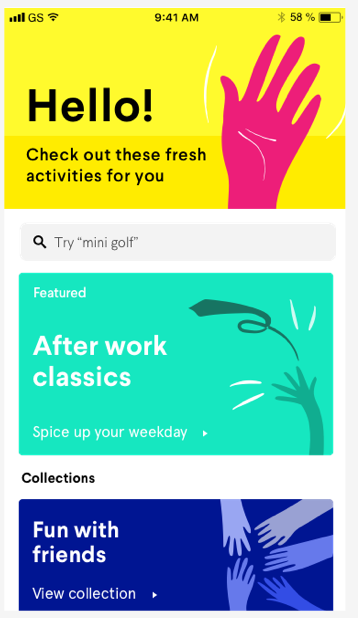 GS 9:41 AM 58 %
Hello!
Check out these fresh
activities for you
Try “mini golf”
Featured
After work
classics
Spice up your weekday
Collections
Fun with
friends
View collection